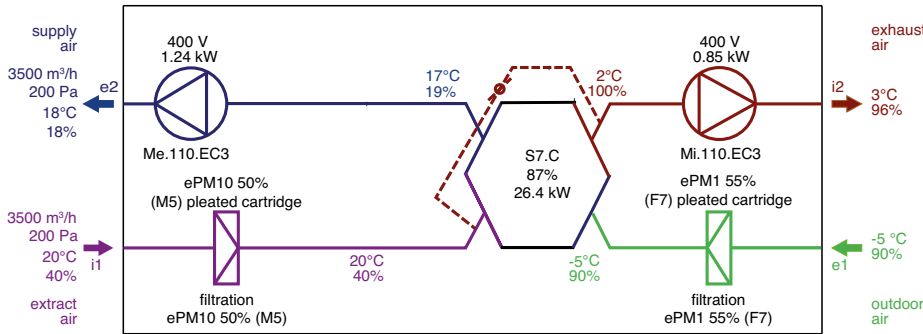 supply
air
3500 m³/h
200 Pa
e2
18°C
18%
400 V
1.24 kW
Me.110.EC3
17°C
19%
2°C
100%
400 V
0.85 kW
Mi.110.EC3
exhaust
air
i2
3°C
96%
S7.C
87%
26.4 kW
ePM10 50%
(M5) pleated cartridge
ePM1 55%
(F7) pleated cartridge
3500 m³/h
200 Pa
20°C
40%
i1
extract
air
20°C
40%
filtration
ePM10 50% (M5)
-5°C
90%
filtration
ePM1 55% (F7)
-5 °C
90%
e1
outdoor
air